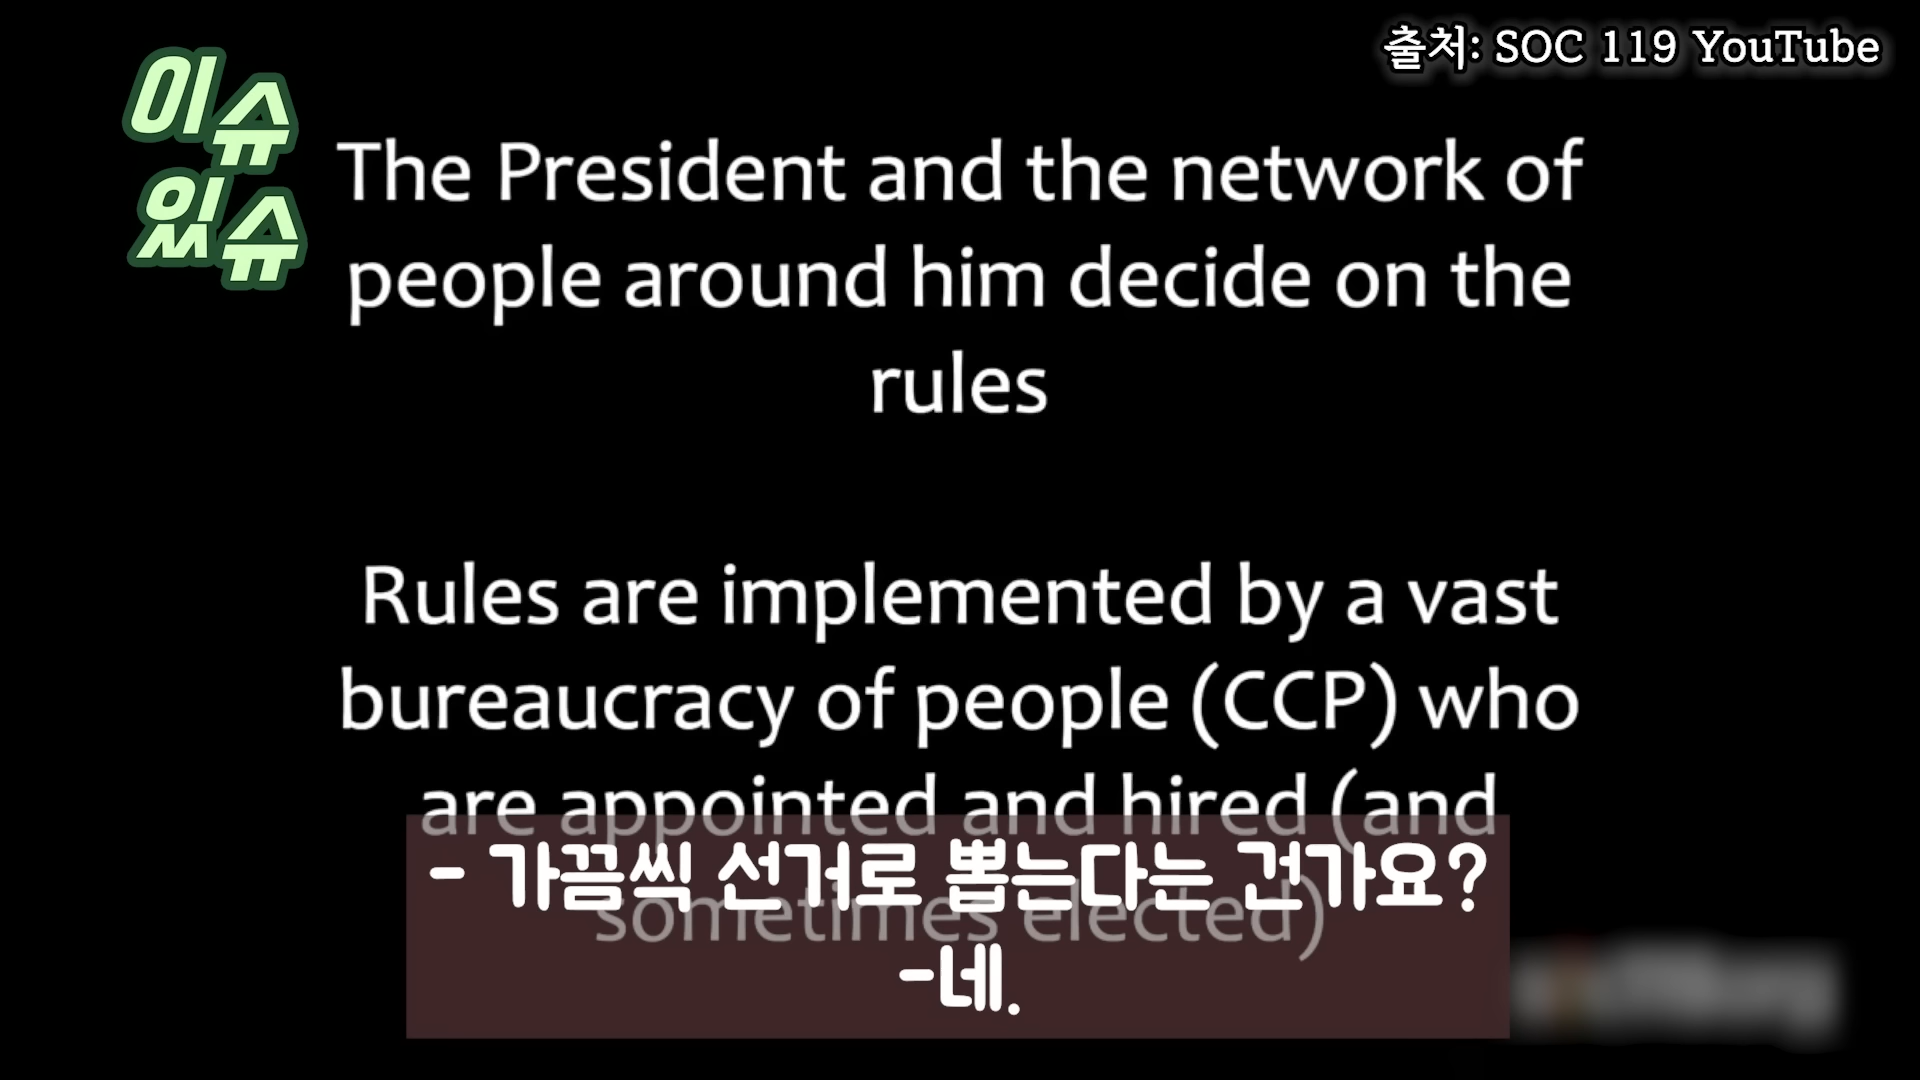 이슈
있슈
출처: SOC 119 YouTube
The President and the network of
people around him decide on the
rules
Rules are implemented by a vast
bureaucracy of people (CCP) who
are appointed and hired (and
sometimes elected)
- 가끔씩 선거로 뽑는다는 건가요?
-네.